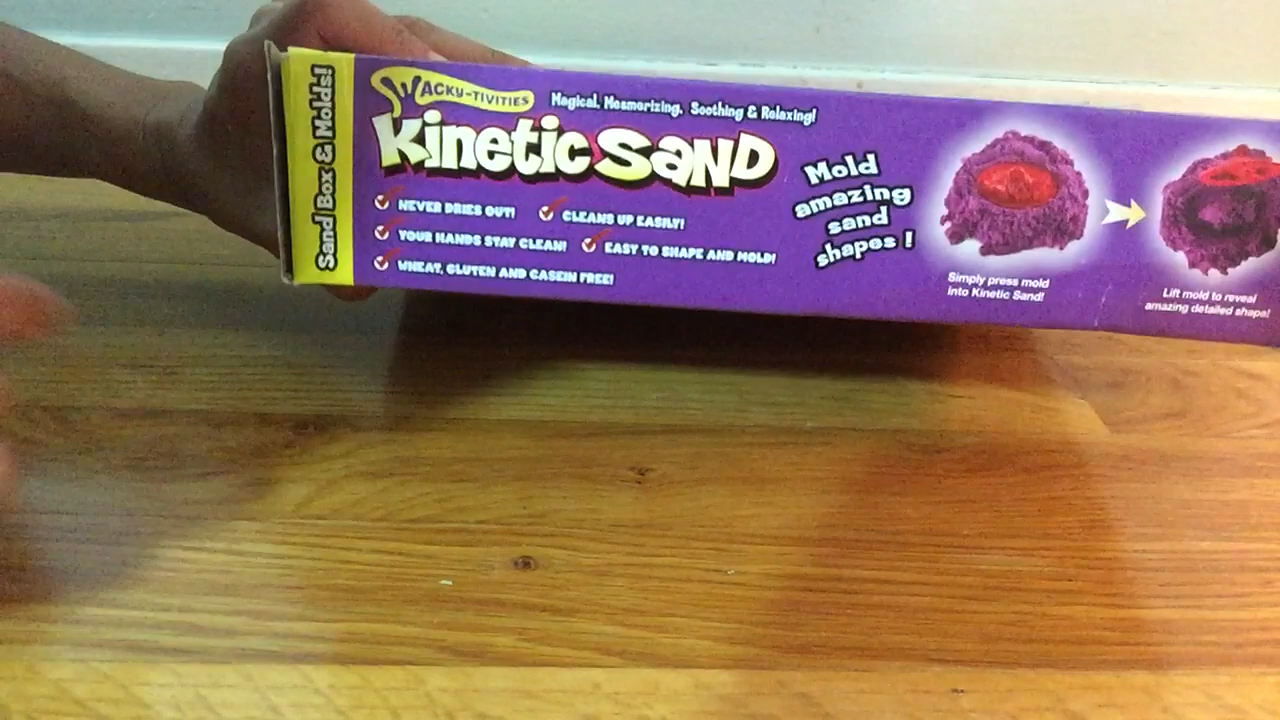 Sand Box & Molds!
WACKY-TIVITIES
Magical. Mesmerizing. Soothing & Relaxing!
Kinetic SAND
NEVER DRIES OUT!
CLEANS UP EASILY!
YOUR HANDS STAY CLEAN!
EASY TO SHAPE AND MOLD!
WHEAT, GLUTEN AND CASEIN FREE!
Mold
amazing
sand
shapes!
Simply press mold
into Kinetic Sand!
Lift mold to reveal
amazing detailed shape!